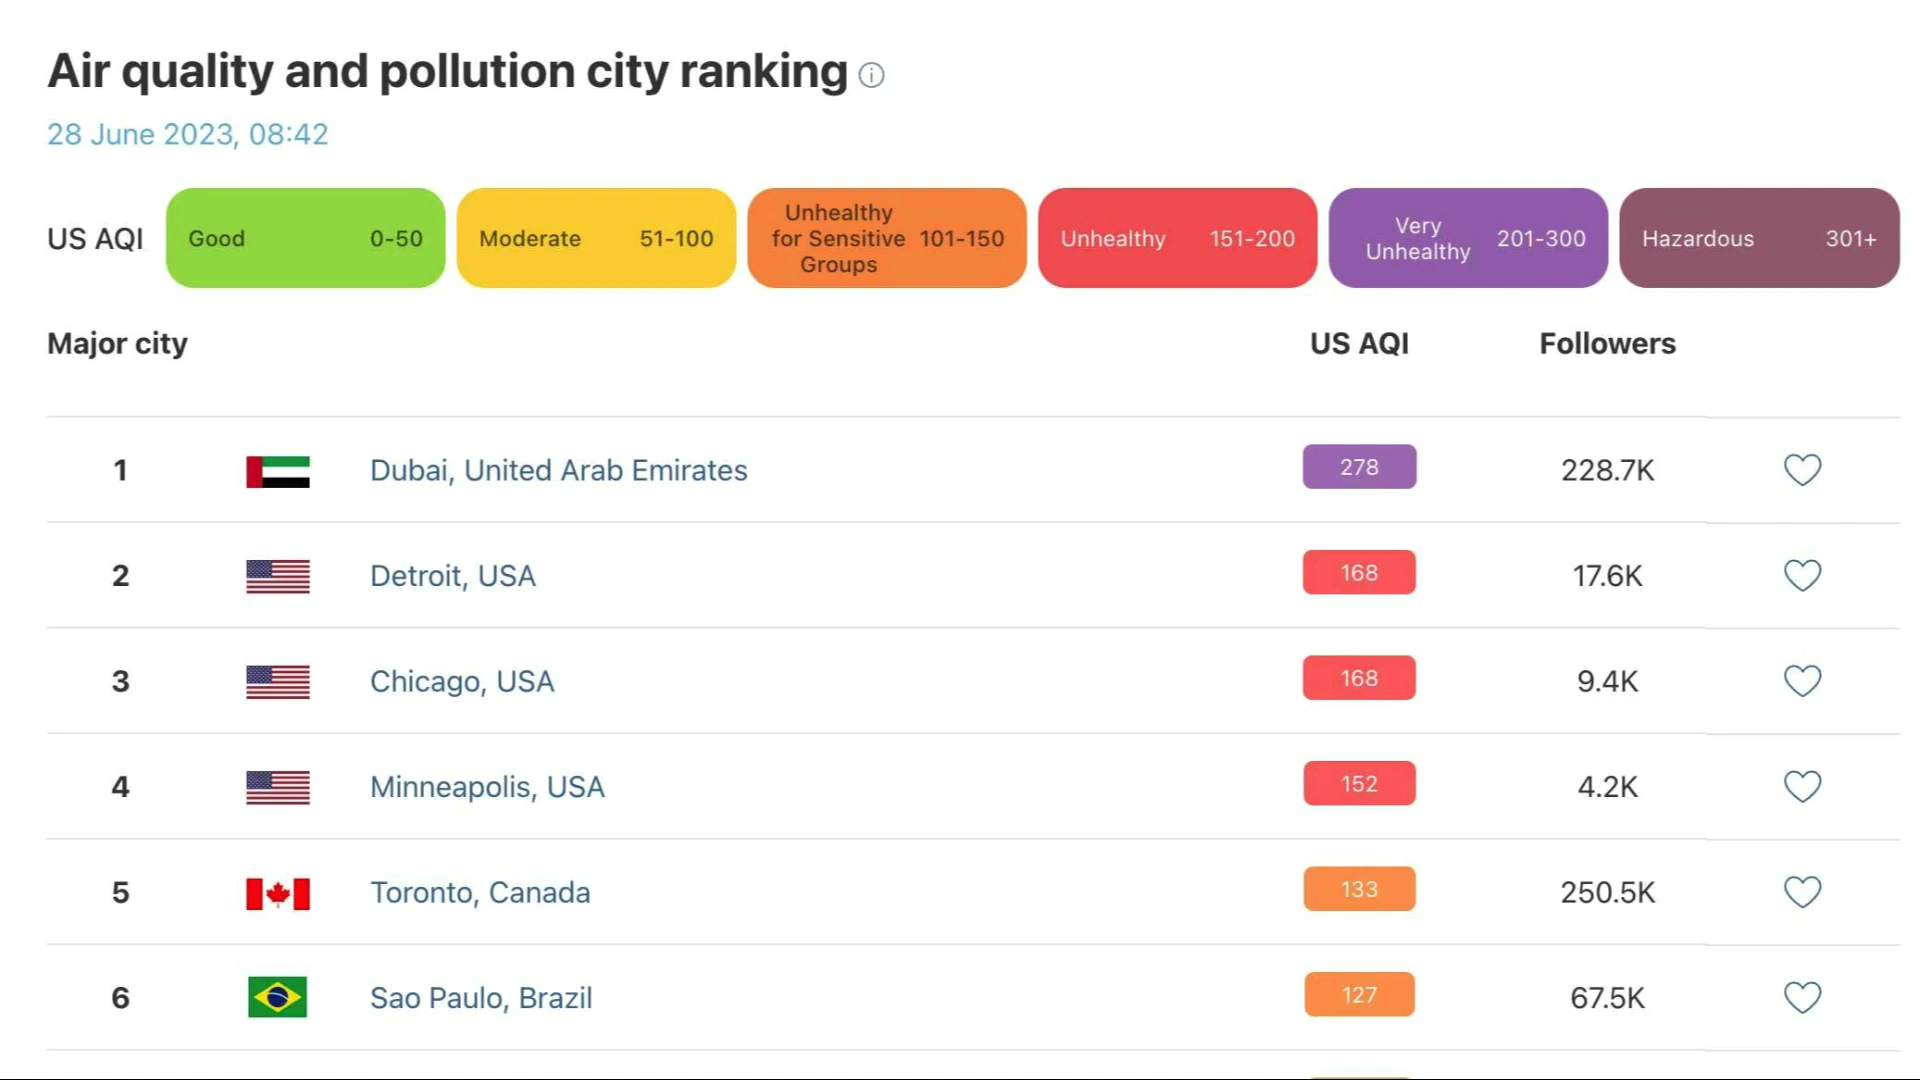 Air quality and pollution city ranking
28 June 2023, 08:42
US AQI Good 0-50 Moderate 51-100 Unhealthy for Sensitive Groups 101-150 Unhealthy 151-200 Very Unhealthy 201-300 Hazardous 301+
Major city US AQI Followers
1 Dubai, United Arab Emirates 278 228.7K
2 Detroit, USA 168 17.6K
3 Chicago, USA 168 9.4K
4 Minneapolis, USA 152 4.2K
5 Toronto, Canada 133 250.5K
6 Sao Paulo, Brazil 127 67.5K